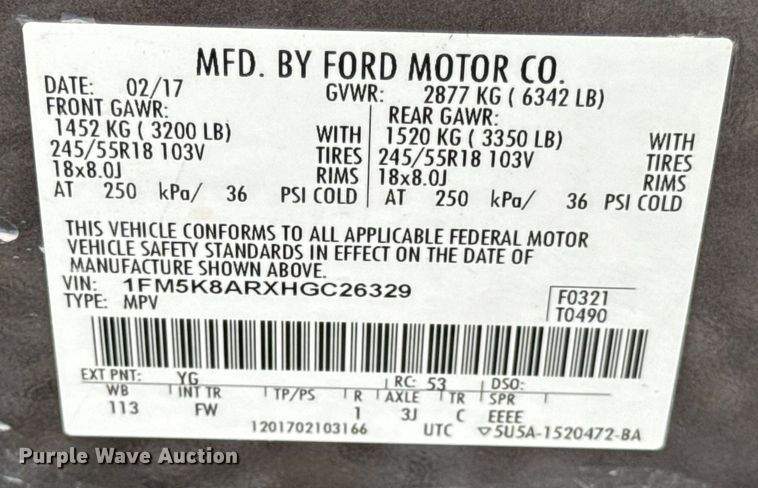 MFD. BY FORD MOTOR CO.
DATE: 02/17 GVWR: 2877 KG ( 6342 LB)
FRONT GAWR: REAR GAWR:
1452 KG ( 3200 LB) WITH 1520 KG ( 3350 LB) WITH
245/55R18 103V TIRES 245/55R18 103V TIRES
18x8.0J RIMS 18x8.0J RIMS
AT 250 kPa/ 36 PSI COLD AT 250 kPa/ 36 PSI COLD
THIS VEHICLE CONFORMS TO ALL APPLICABLE FEDERAL MOTOR
VEHICLE SAFETY STANDARDS IN EFFECT ON THE DATE OF
MANUFACTURE SHOWN ABOVE.
VIN: 1FM5K8ARXHGC26329 F0321
TYPE: MPV T0490
EXT PNT: YG RC: 53 DSO:
WB INT TR TP/PS R AXLE TR SPR
113 FW 1 3J C EEEE
1201702103166 UTC ▽5U5A-1520472-BA
Purple Wave Auction